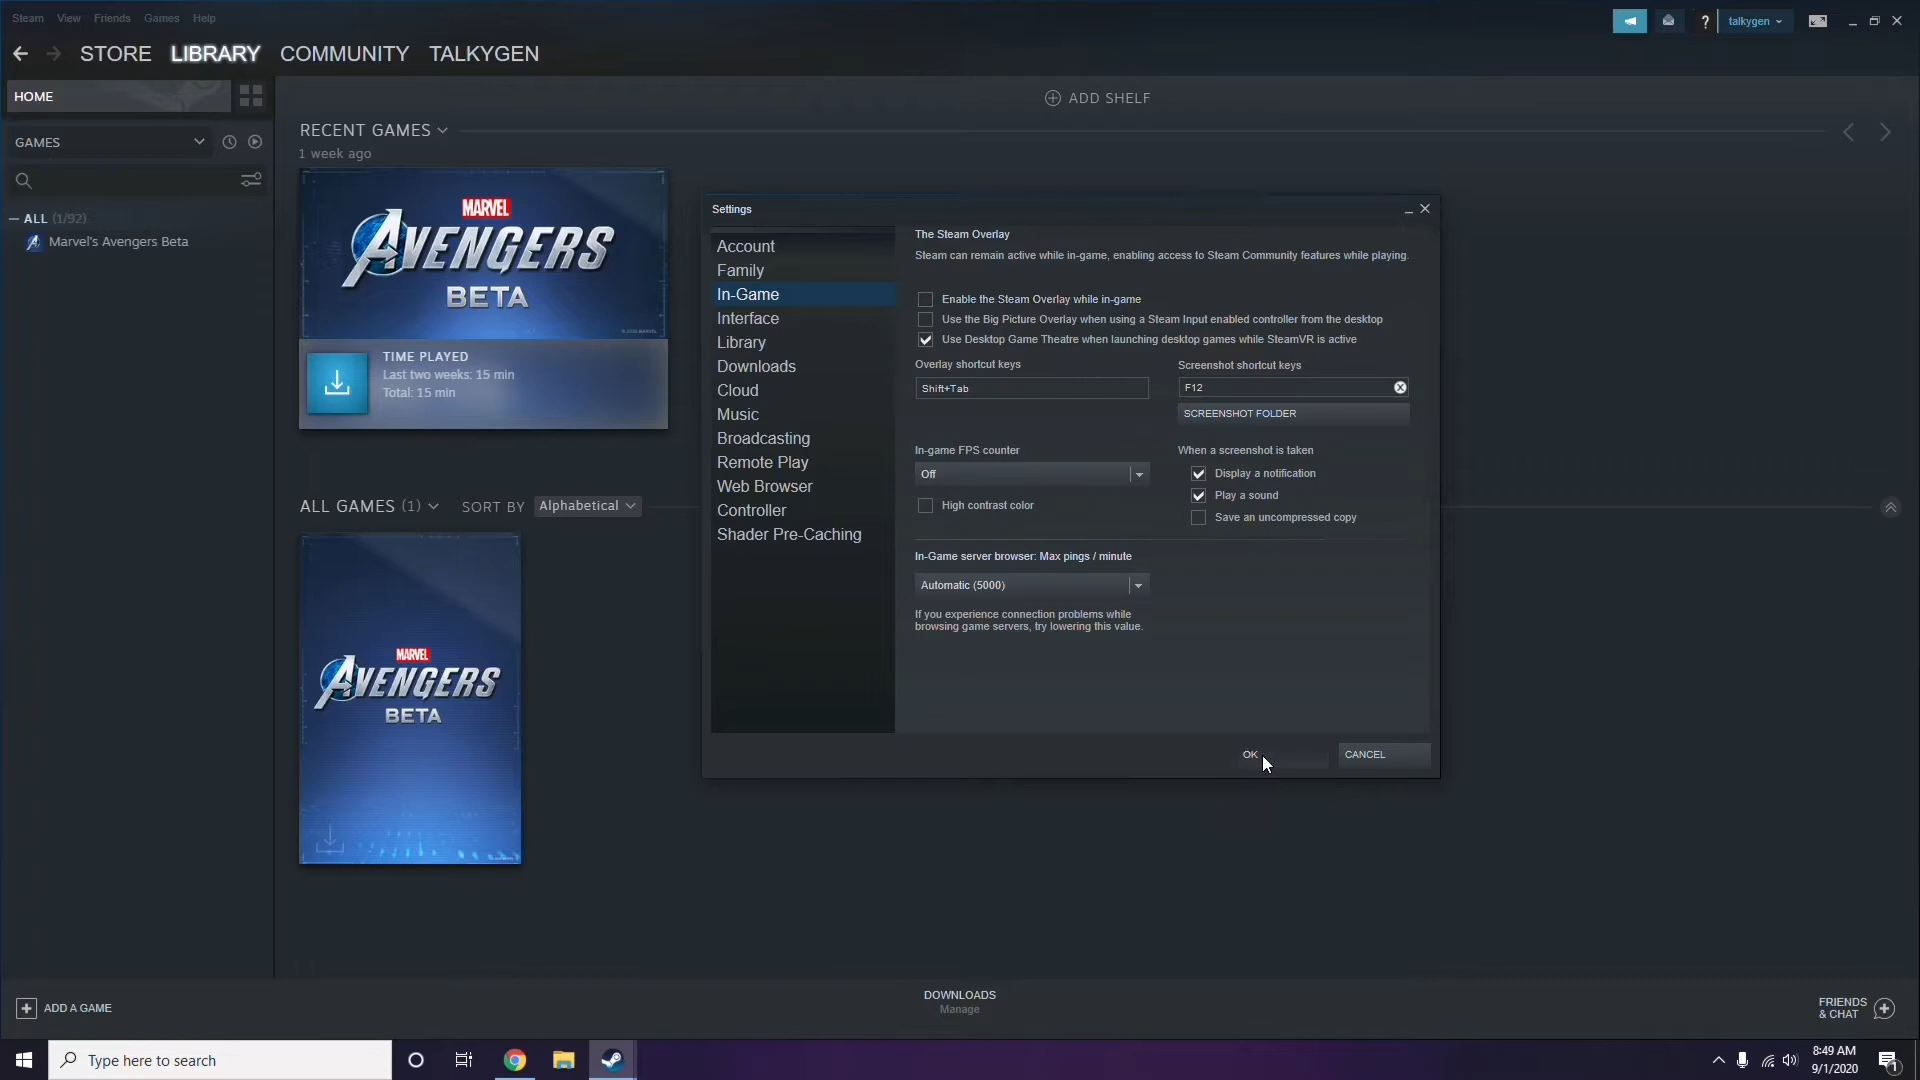 Steam View Friends Games Help
talkygen
STORE LIBRARY COMMUNITY TALKYGEN
HOME
ADD SHELF
GAMES
RECENT GAMES
1 week ago
ALL (1/92)
Marvel's Avengers Beta
MARVEL
AVENGERS
BETA
TIME PLAYED
Last two weeks: 15 min
Total: 15 min
ALL GAMES (1) SORT BY Alphabetical
MARVEL
AVENGERS
BETA
Settings
Account
Family
In-Game
Interface
Library
Downloads
Cloud
Music
Broadcasting
Remote Play
Web Browser
Controller
Shader Pre-Caching
The Steam Overlay
Steam can remain active while in-game, enabling access to Steam Community features while playing.
Enable the Steam Overlay while in-game
Use the Big Picture Overlay when using a Steam Input enabled controller from the desktop
Use Desktop Game Theatre when launching desktop games while SteamVR is active
Overlay shortcut keys
Shift+Tab
Screenshot shortcut keys
F12
SCREENSHOT FOLDER
In-game FPS counter
Off
High contrast color
When a screenshot is taken
Display a notification
Play a sound
Save an uncompressed copy
In-Game server browser: Max pings / minute
Automatic (5000)
If you experience connection problems while
browsing game servers, try lowering this value.
OK CANCEL
ADD A GAME
DOWNLOADS
Manage
FRIENDS
& CHAT
Type here to search
8:49 AM
9/1/2020
1